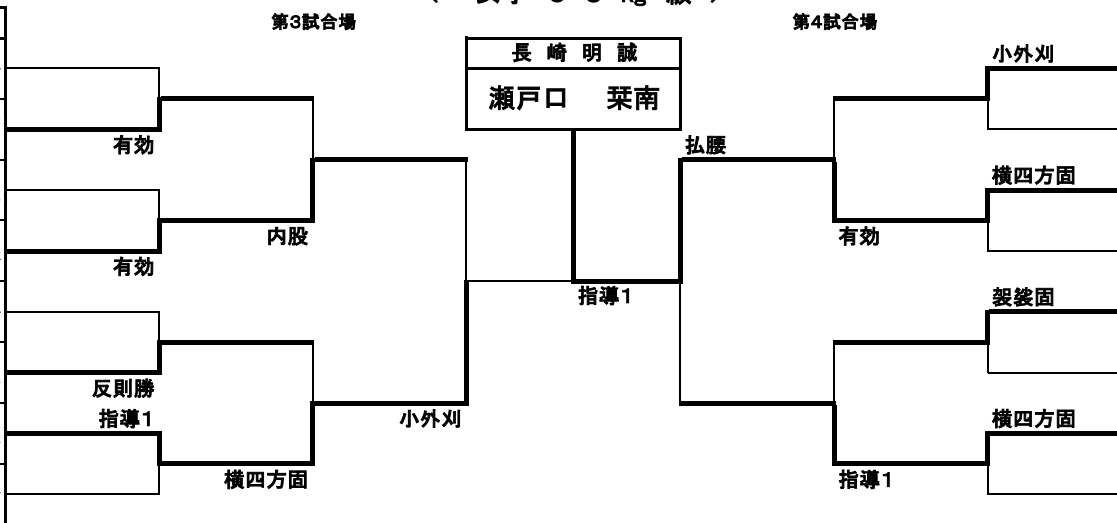 第3試合場
第4試合場
長崎明誠
小外刈
瀬戸口 栞南
有効
払腰
横四方固
内股
有効
有効
指導1
袈裟固
反則勝
指導1
小外刈
横四方固
横四方固
指導1